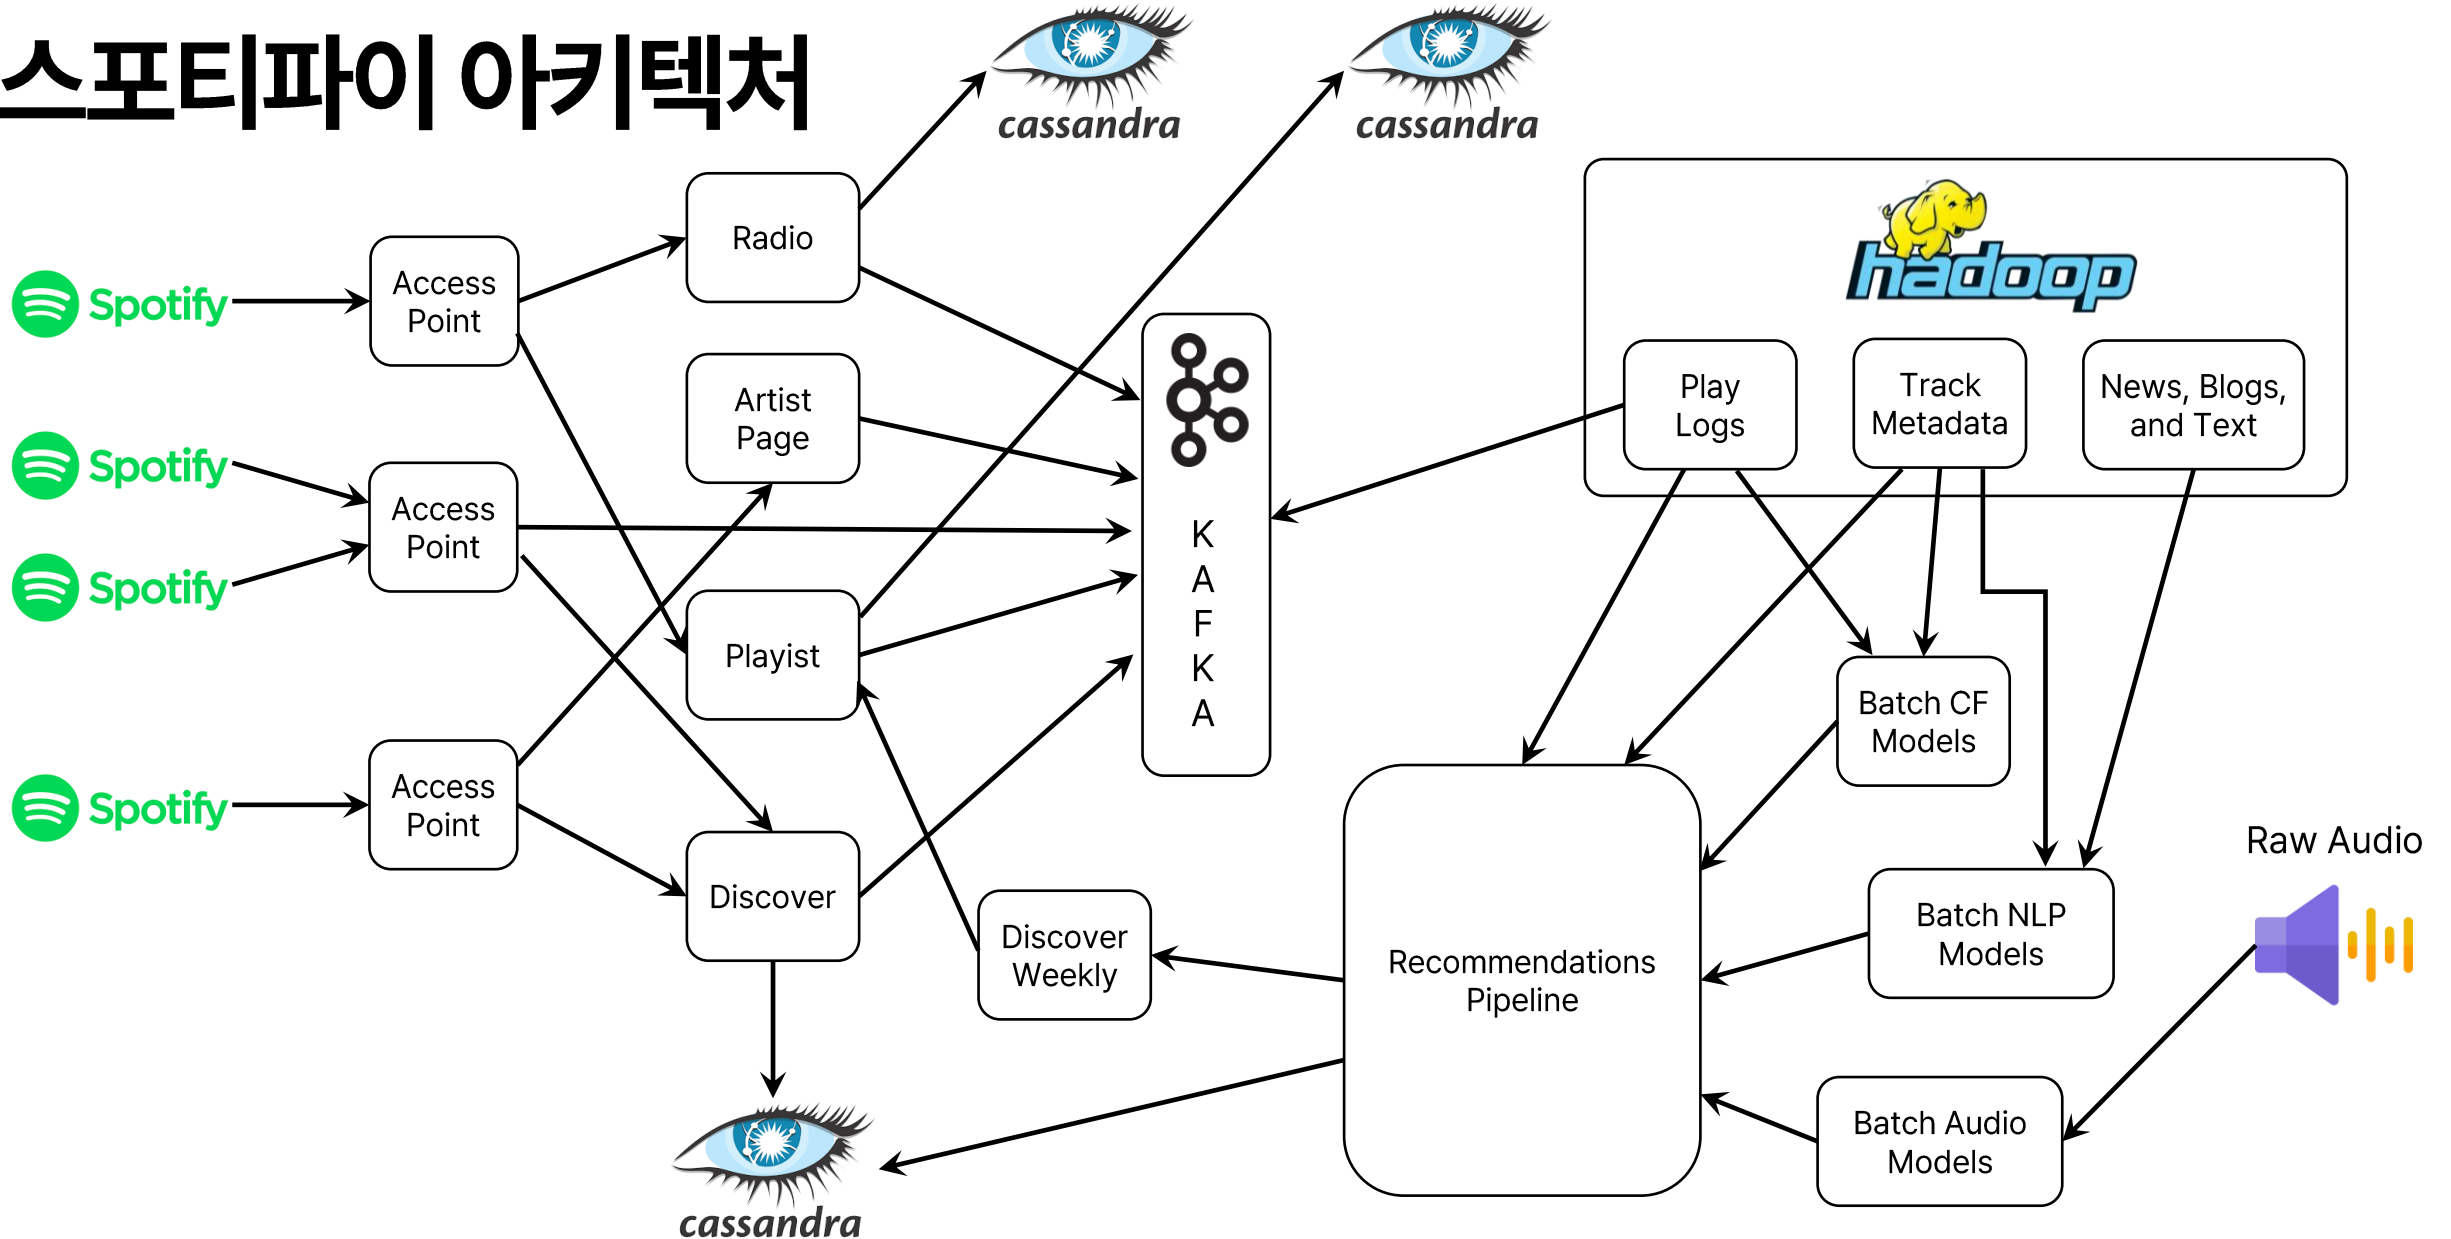 스포티파이 아키텍처
cassandra
cassandra
Radio
hadoop
Access
Point
Spotify
Artist
Page
Play
Logs
Track
Metadata
News, Blogs,
and Text
Spotify
Access
Point
Spotify
K
A
F
K
A
Playist
Batch CF
Models
Access
Point
Spotify
Discover
Raw Audio
Discover
Weekly
Recommendations
Pipeline
Batch NLP
Models
Batch Audio
Models
cassandra